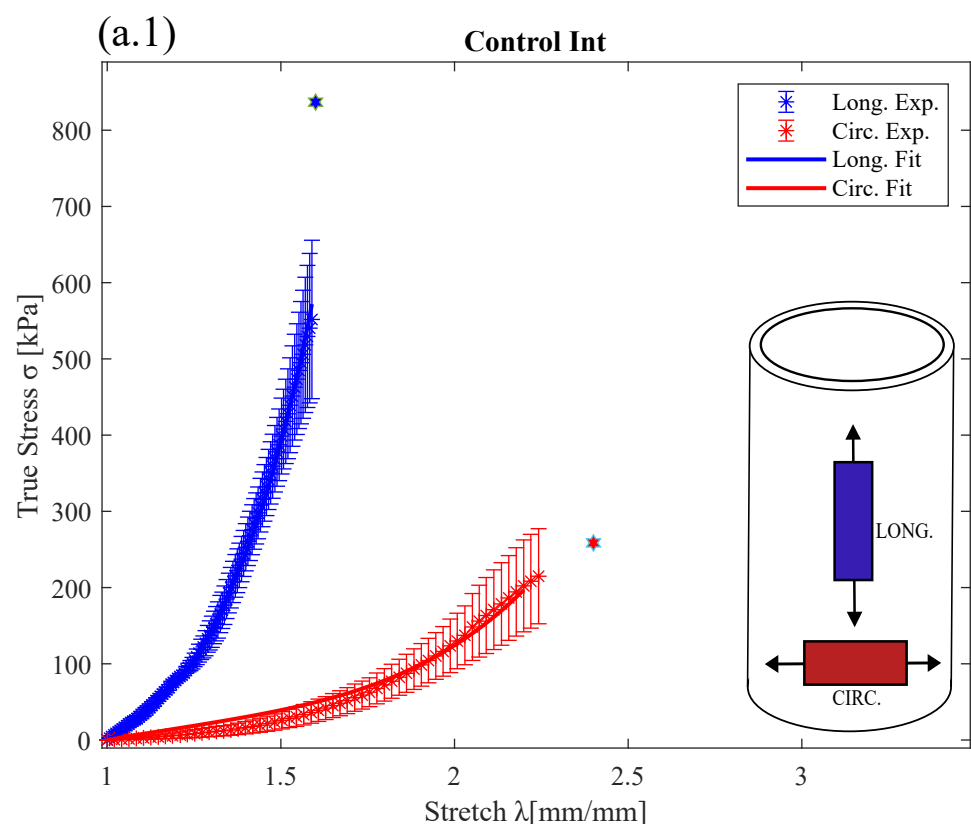 (a.1)
Control Int
Long. Exp.
Circ. Exp.
Long. Fit
Circ. Fit
800
700
600
500
400
300
200
100
0
True Stress σ [kPa]
LONG.
CIRC.
1
1.5
2
2.5
3
Stretch λ[mm/mm]